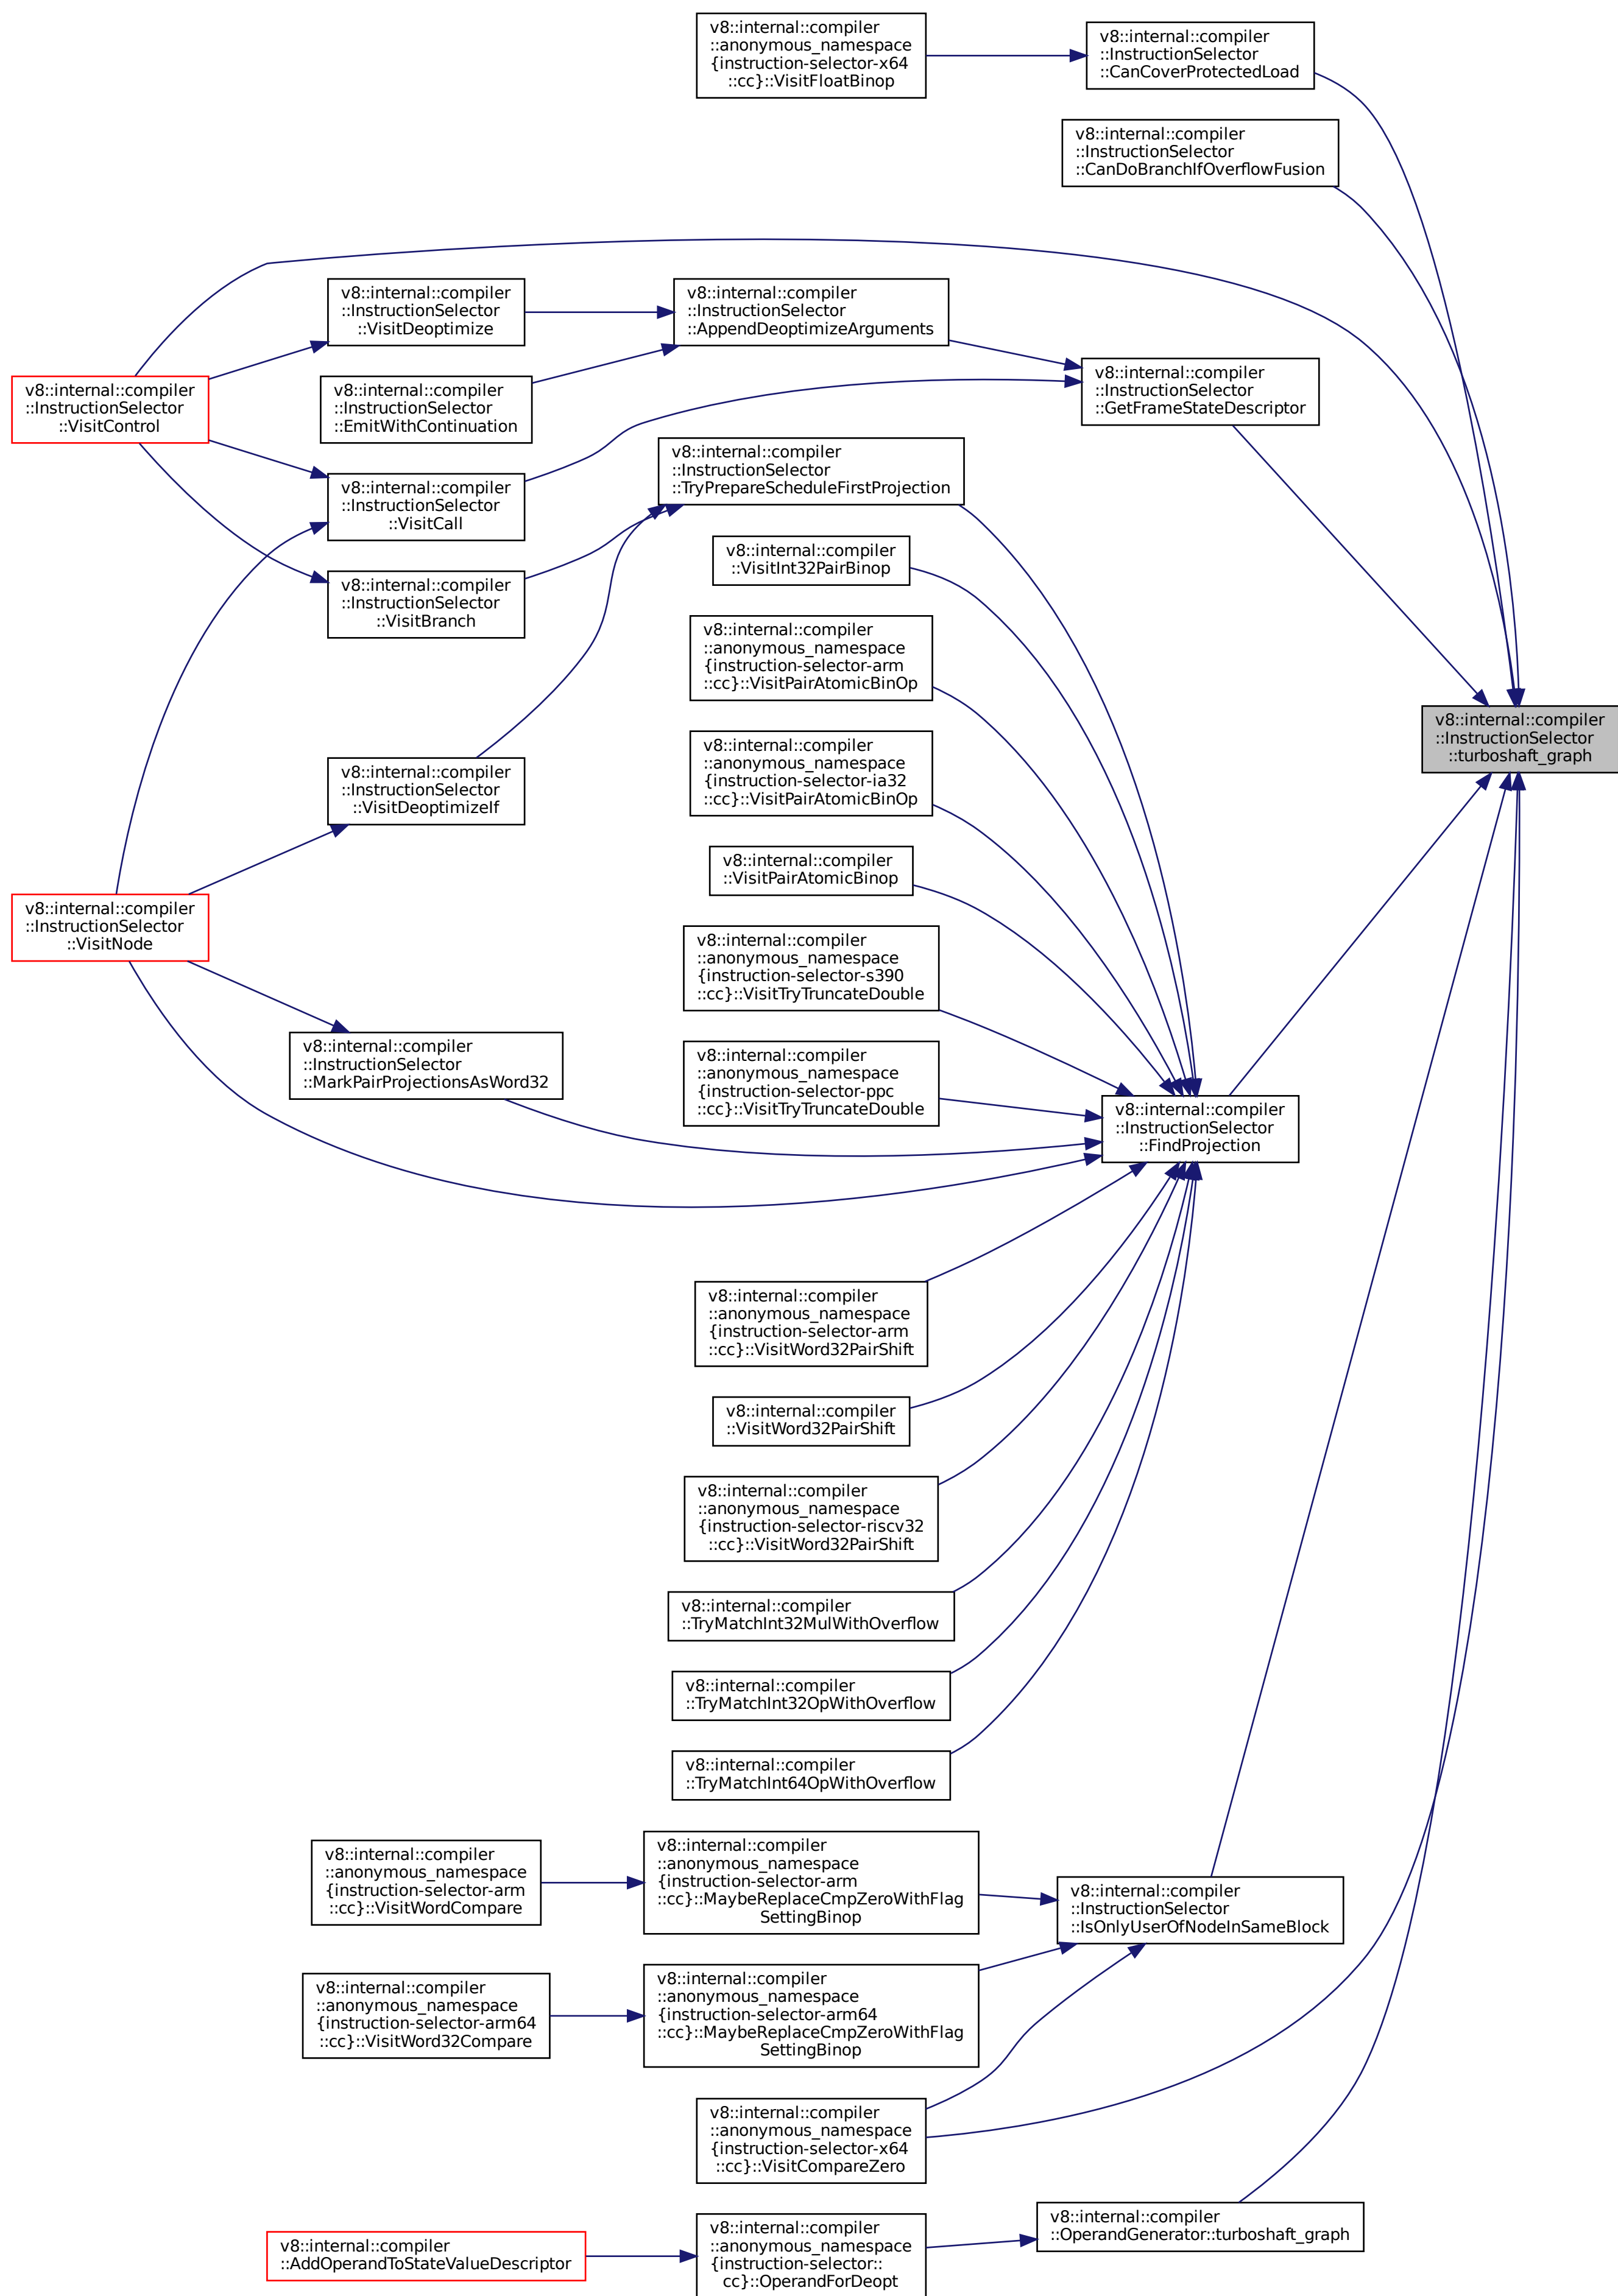 v8::internal::compiler
::anonymous_namespace
{instruction-selector-x64
::cc}::VisitFloatBinop
v8::internal::compiler
::InstructionSelector
::CanCoverProtectedLoad
v8::internal::compiler
::InstructionSelector
::CanDoBranchIfOverflowFusion
v8::internal::compiler
::InstructionSelector
::VisitDeoptimize
v8::internal::compiler
::InstructionSelector
::AppendDeoptimizeArguments
v8::internal::compiler
::InstructionSelector
::GetFrameStateDescriptor
v8::internal::compiler
::InstructionSelector
::VisitControl
v8::internal::compiler
::InstructionSelector
::EmitWithContinuation
v8::internal::compiler
::InstructionSelector
::TryPrepareScheduleFirstProjection
v8::internal::compiler
::InstructionSelector
::VisitCall
v8::internal::compiler
::VisitInt32PairBinop
v8::internal::compiler
::InstructionSelector
::VisitBranch
v8::internal::compiler
::anonymous_namespace
{instruction-selector-arm
::cc}::VisitPairAtomicBinOp
v8::internal::compiler
::InstructionSelector
::turboshaft_graph
v8::internal::compiler
::anonymous_namespace
{instruction-selector-ia32
::cc}::VisitPairAtomicBinOp
v8::internal::compiler
::InstructionSelector
::VisitDeoptimizeIf
v8::internal::compiler
::VisitPairAtomicBinop
v8::internal::compiler
::InstructionSelector
::VisitNode
v8::internal::compiler
::anonymous_namespace
{instruction-selector-s390
::cc}::VisitTryTruncateDouble
v8::internal::compiler
::InstructionSelector
::MarkPairProjectionsAsWord32
v8::internal::compiler
::anonymous_namespace
{instruction-selector-ppc
::cc}::VisitTryTruncateDouble
v8::internal::compiler
::InstructionSelector
::FindProjection
v8::internal::compiler
::anonymous_namespace
{instruction-selector-arm
::cc}::VisitWord32PairShift
v8::internal::compiler
::VisitWord32PairShift
v8::internal::compiler
::anonymous_namespace
{instruction-selector-riscv32
::cc}::VisitWord32PairShift
v8::internal::compiler
::TryMatchInt32MulWithOverflow
v8::internal::compiler
::TryMatchInt32OpWithOverflow
v8::internal::compiler
::TryMatchInt64OpWithOverflow
v8::internal::compiler
::anonymous_namespace
{instruction-selector-arm
::cc}::VisitWordCompare
v8::internal::compiler
::anonymous_namespace
{instruction-selector-arm
::cc}::MaybeReplaceCmpZeroWithFlag
SettingBinop
v8::internal::compiler
::InstructionSelector
::IsOnlyUserOfNodeInSameBlock
v8::internal::compiler
::anonymous_namespace
{instruction-selector-arm64
::cc}::VisitWord32Compare
v8::internal::compiler
::anonymous_namespace
{instruction-selector-arm64
::cc}::MaybeReplaceCmpZeroWithFlag
SettingBinop
v8::internal::compiler
::anonymous_namespace
{instruction-selector-x64
::cc}::VisitCompareZero
v8::internal::compiler
::OperandGenerator::turboshaft_graph
v8::internal::compiler
::AddOperandToStateValueDescriptor
v8::internal::compiler
::anonymous_namespace
{instruction-selector::
cc}::OperandForDeopt